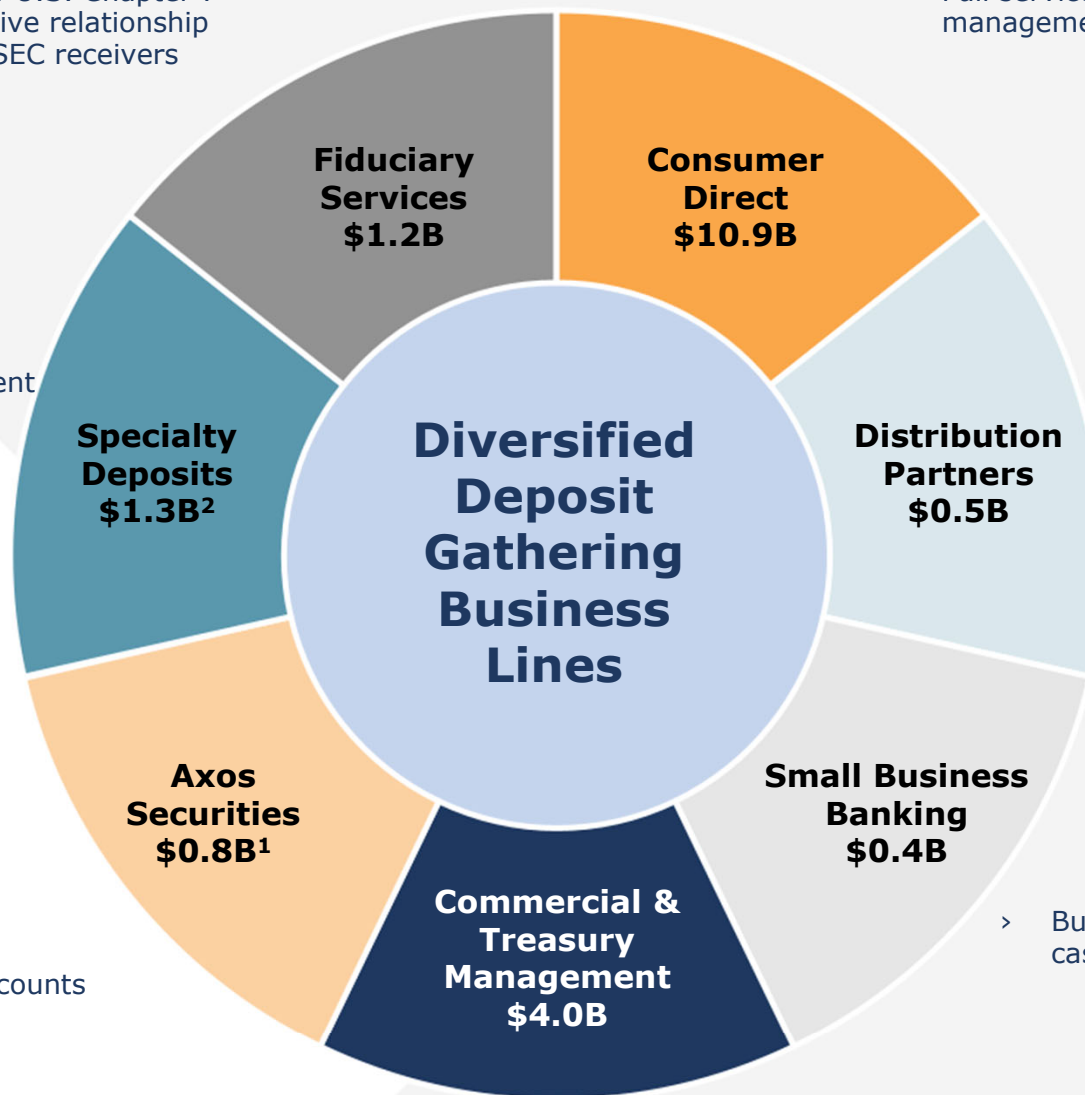 ive relationship
SEC receivers
management
Fiduciary
Services
$1.2B
Consumer
Direct
$10.9B
ent
Specialty
Deposits
$1.3B²
Diversified
Deposit
Gathering
Business
Lines
Distribution
Partners
$0.5B
Axos
Securities
$0.8B¹
Small Business
Banking
$0.4B
Commercial &
Treasury
Management
$4.0B
› Bu
cas
counts